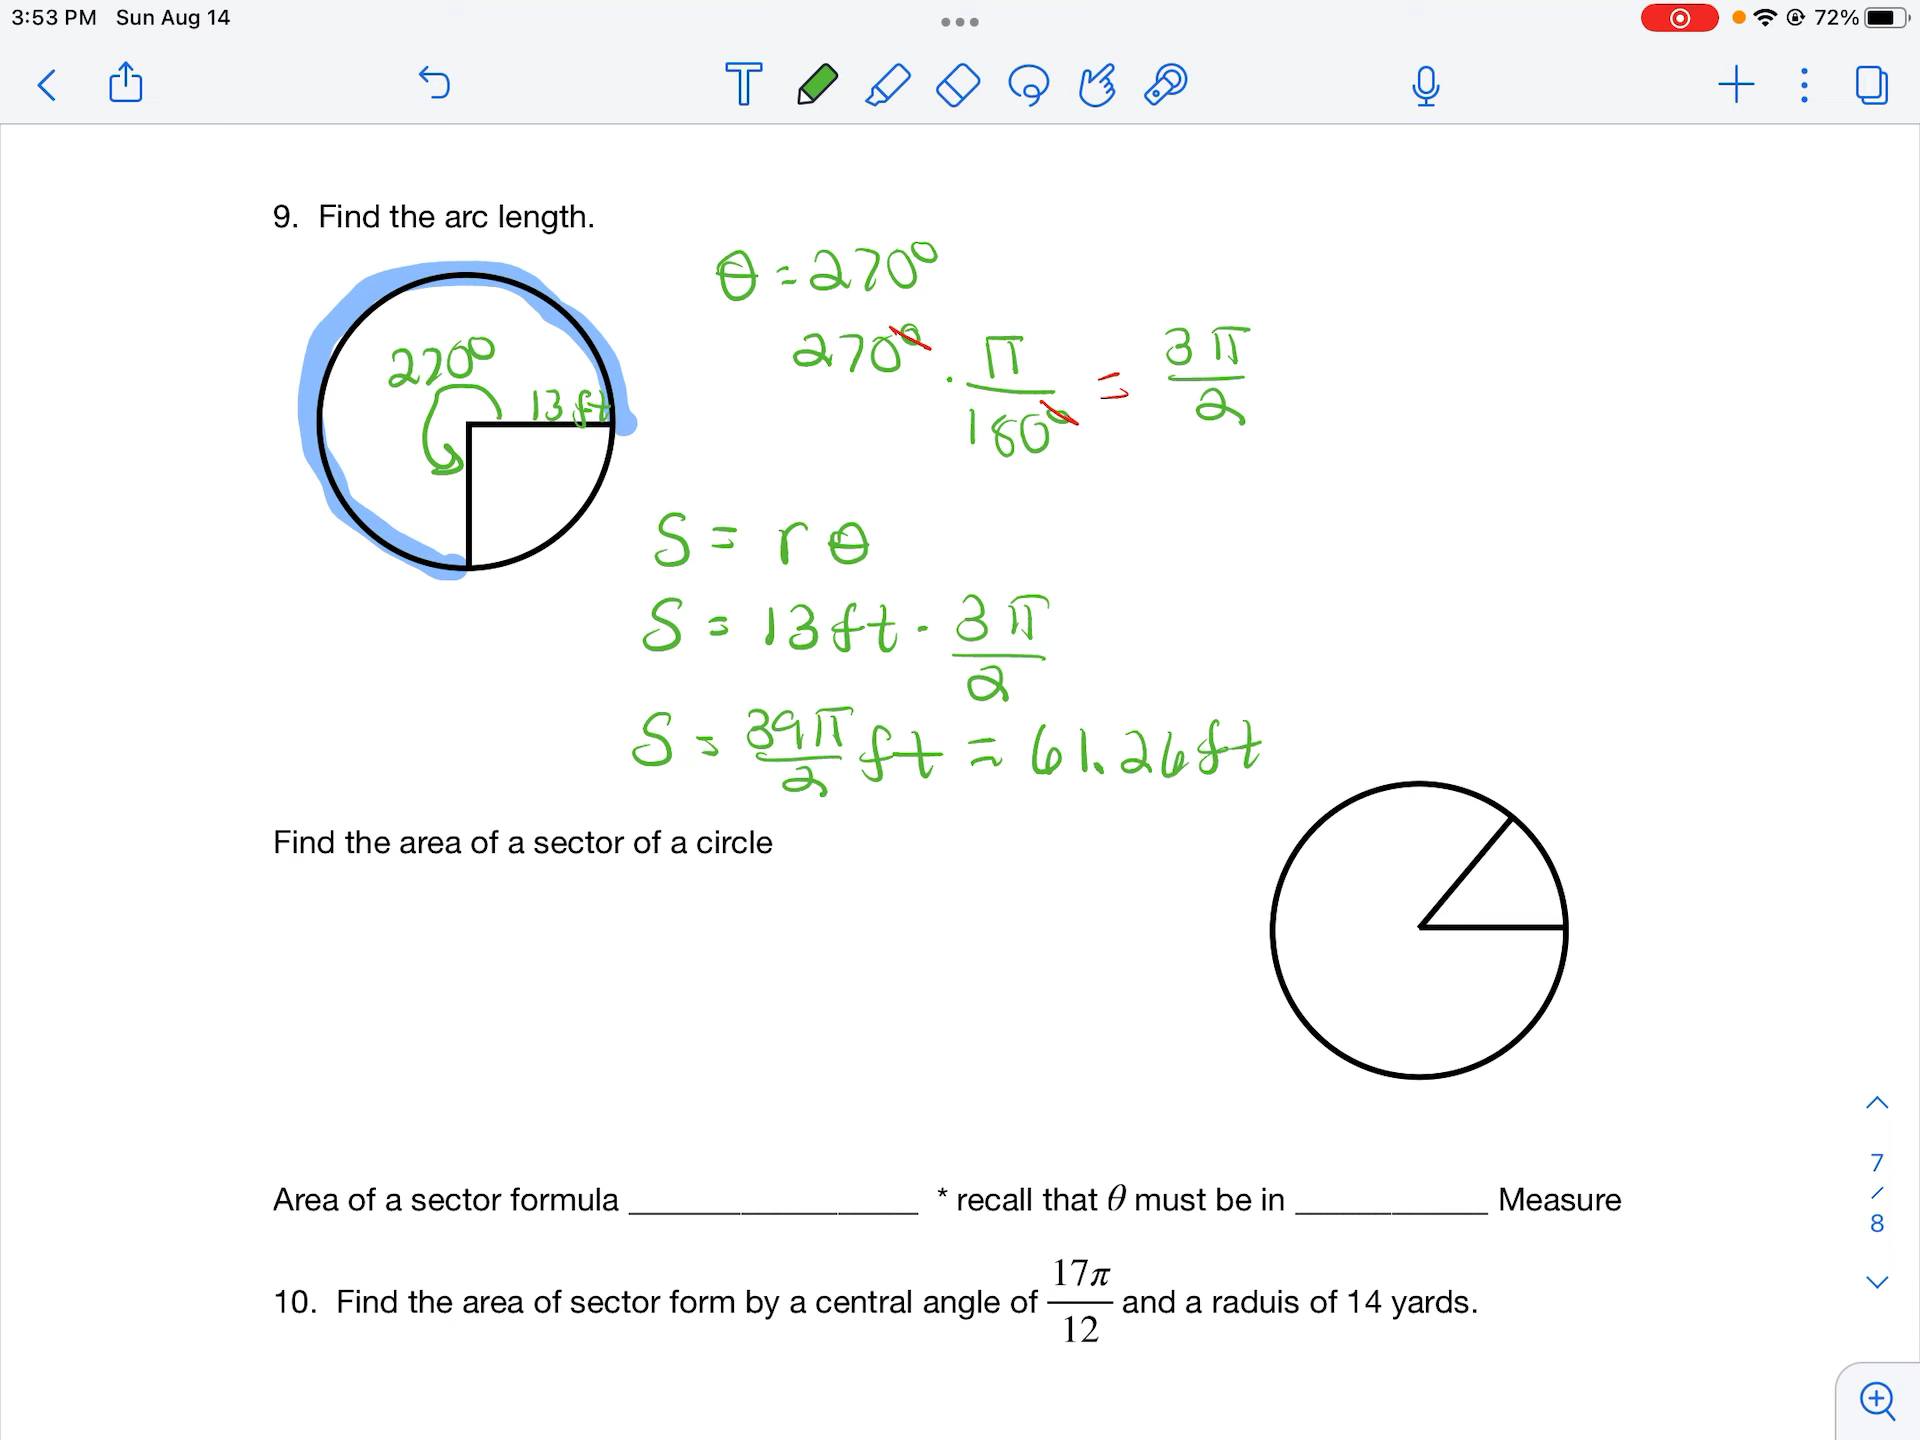 3:53 PM Sun Aug 14
72%
9. Find the arc length.
θ = 270°
270°
13 ft
270° · π/180° = 3π/2
S = rθ
S = 13ft · 3π/2
S = 39π/2 ft = 61.26ft
Find the area of a sector of a circle
Area of a sector formula __________________ * recall that θ must be in ____________ Measure
7/8
10. Find the area of sector form by a central angle of 17π/12 and a raduis of 14 yards.